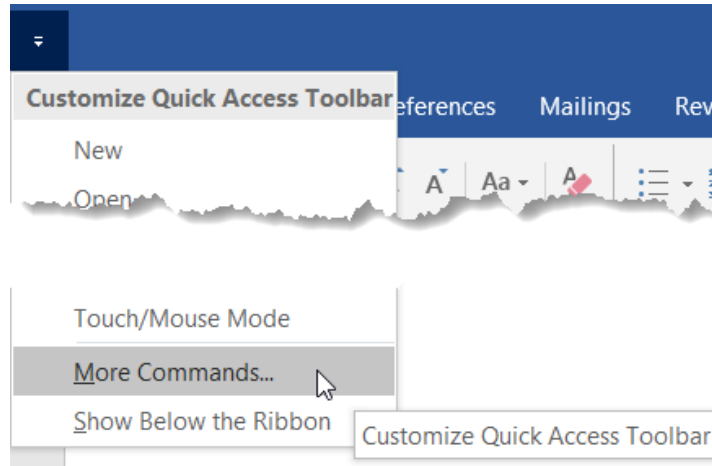 Customize Quick Access Toolbar
eferences Mailings Rev
New
A Aa A
Open
Touch/Mouse Mode
More Commands...
Show Below the Ribbon
Customize Quick Access Toolbar